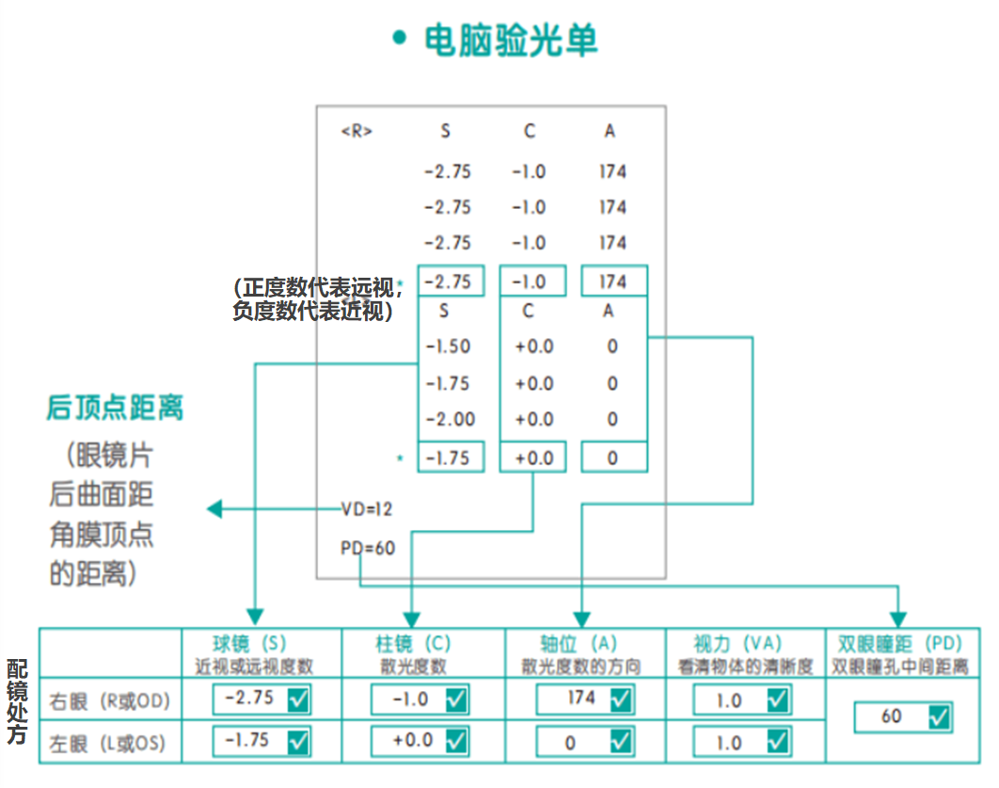 • 电脑验光单
<R> S C A
-2.75 -1.0 174
-2.75 -1.0 174
-2.75 -1.0 174
* -2.75 -1.0 174
（正度数代表远视，
负度数代表近视）
S C A
-1.50 +0.0 0
-1.75 +0.0 0
-2.00 +0.0 0
* -1.75 +0.0 0
后顶点距离
（眼镜片
后曲面距
角膜顶点
的距离）
VD=12
PD=60
配镜处方
球镜（S） 柱镜（C） 轴位（A） 视力（VA） 双眼瞳距（PD）
近视或远视度数 散光度数 散光度数的方向 看清物体的清晰度 双眼瞳孔中间距离
右眼（R或OD） -2.75 -1.0 174 1.0 60
左眼（L或OS） -1.75 +0.0 0 1.0